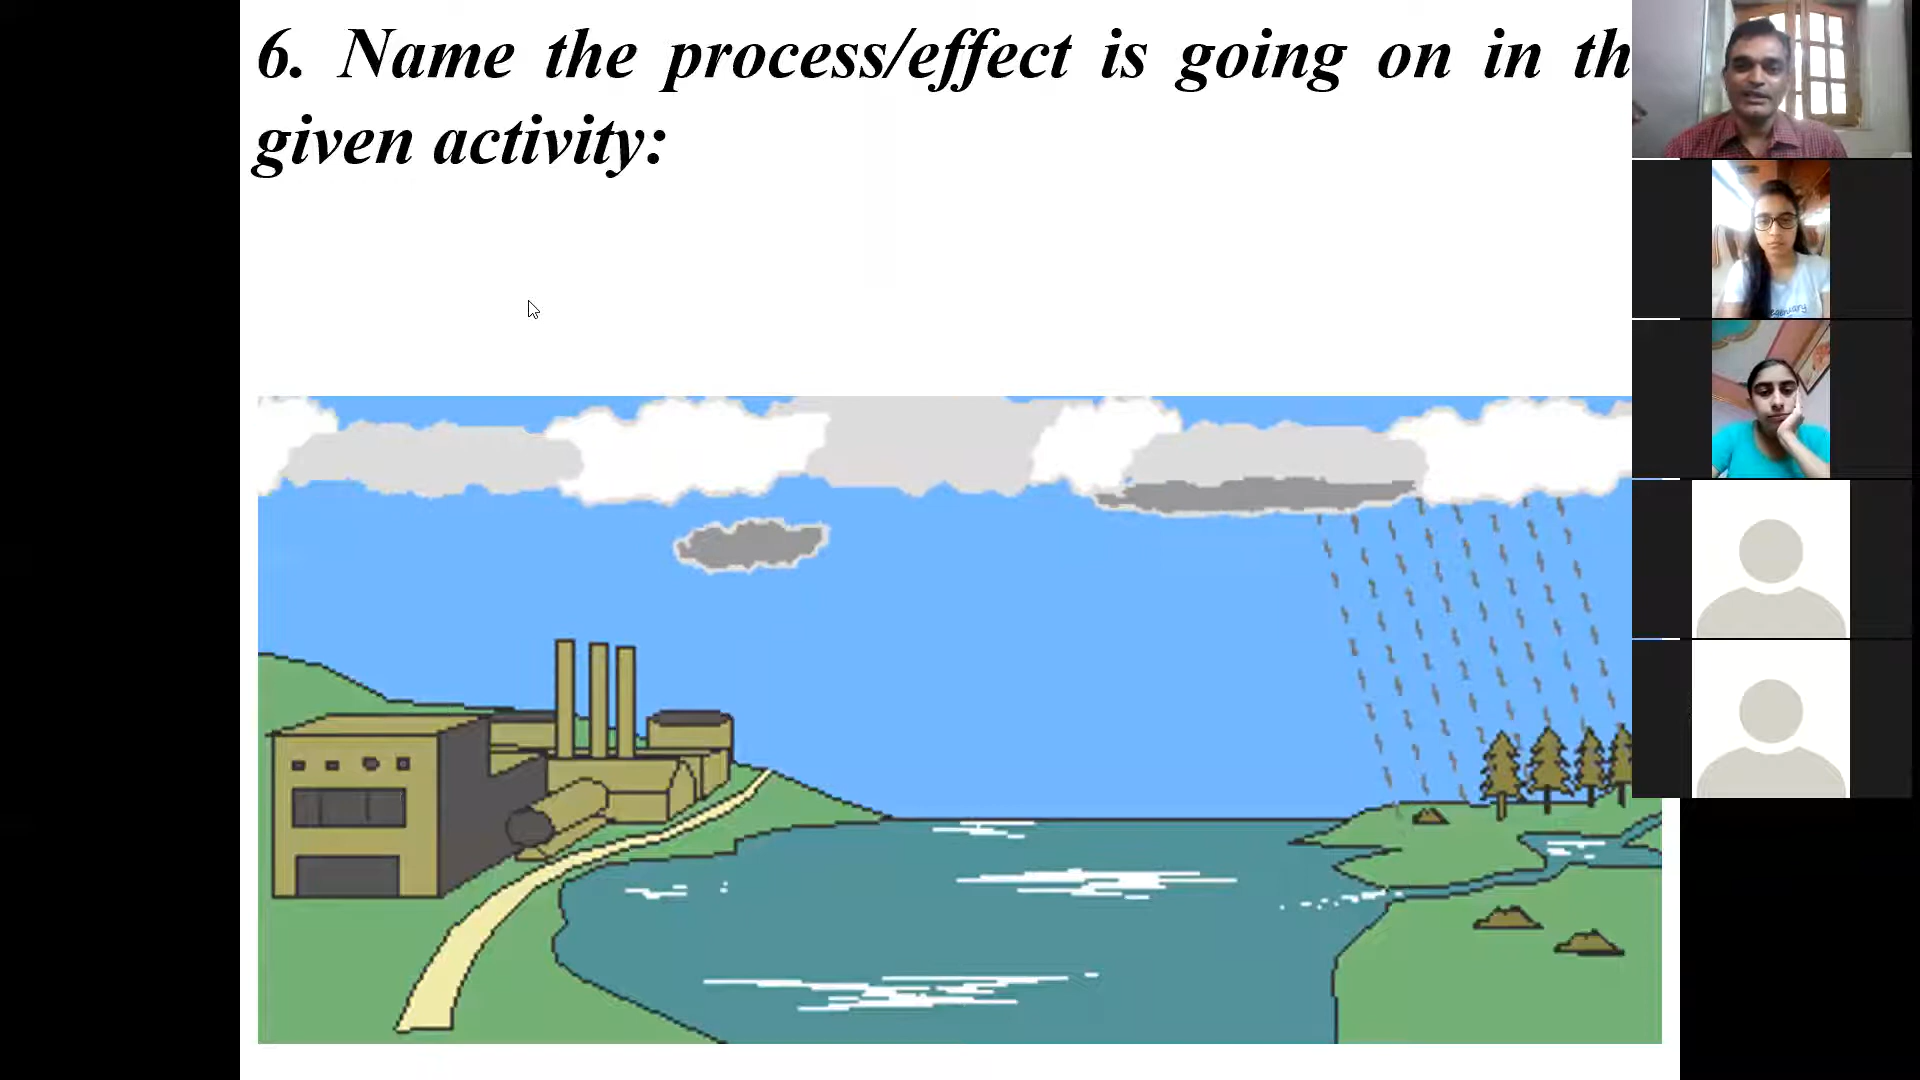 6. Name the process/effect is going on in th
given activity: